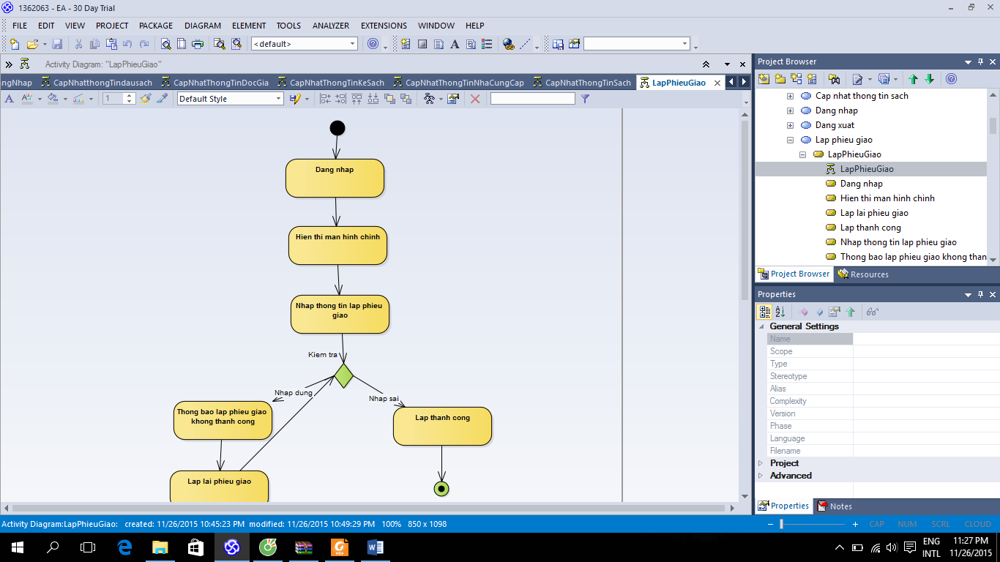 1362063 - EA - 30 Day Trial
FILE EDIT VIEW PROJECT PACKAGE DIAGRAM ELEMENT TOOLS ANALYZER EXTENSIONS WINDOW HELP
<default>
Activity Diagram: "LapPhieuGiao"
ngNhap CapNhatthongTindausach CapNhatThongTinDocGia CapNhatThongTinKeSach CapNhatThongTinNhaCungCap CapNhatThongTinSach LapPhieuGiao
1 Default Style
Dang nhap
Hien thi man hinh chinh
Nhap thong tin lap phieu
giao
Kiem tra
Nhap dung
Nhap sai
Thong bao lap phieu giao
khong thanh cong
Lap thanh cong
Lap lai phieu giao
Project Browser
Cap nhat thong tin sach
Dang nhap
Dang xuat
Lap phieu giao
LapPhieuGiao
LapPhieuGiao
Dang nhap
Hien thi man hinh chinh
Lap lai phieu giao
Lap thanh cong
Nhap thong tin lap phieu giao
Thong bao lap phieu giao khong than
Project Browser Resources
Properties
General Settings
Name
Scope
Type
Stereotype
Alias
Complexity
Version
Phase
Language
Filename
Project
Advanced
Properties Notes
Activity Diagram:LapPhieuGiao: created: 11/26/2015 10:45:23 PM modified: 11/26/2015 10:49:29 PM 100% 850 x 1098
CAP NUM SCRL CLOUD
ENG
INTL
11:27 PM
11/26/2015